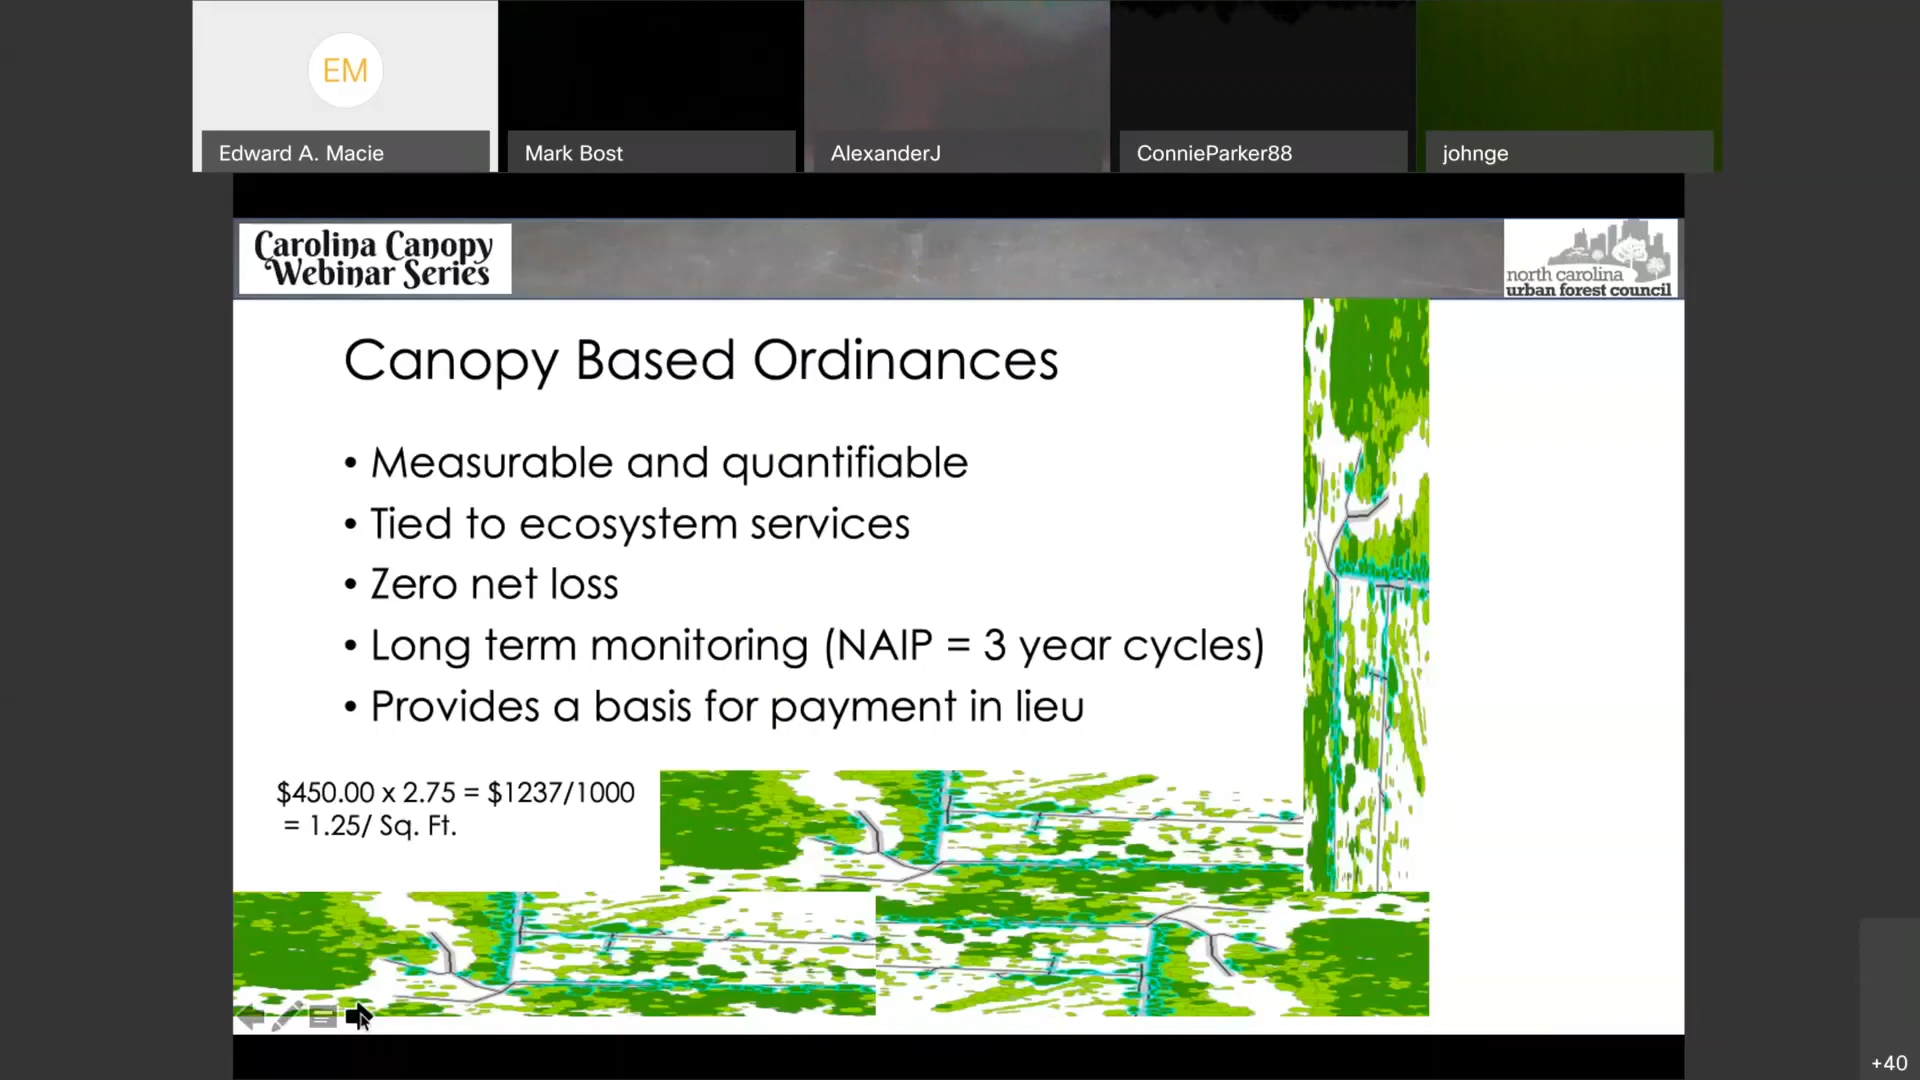 EM
Edward A. Macie
Mark Bost
AlexanderJ
ConnieParker88
johnge
Carolina Canopy
Webinar Series
north carolina
urban forest council
Canopy Based Ordinances
• Measurable and quantifiable
• Tied to ecosystem services
• Zero net loss
• Long term monitoring (NAIP = 3 year cycles)
• Provides a basis for payment in lieu
$450.00 x 2.75 = $1237/1000
= 1.25/ Sq. Ft.
+40